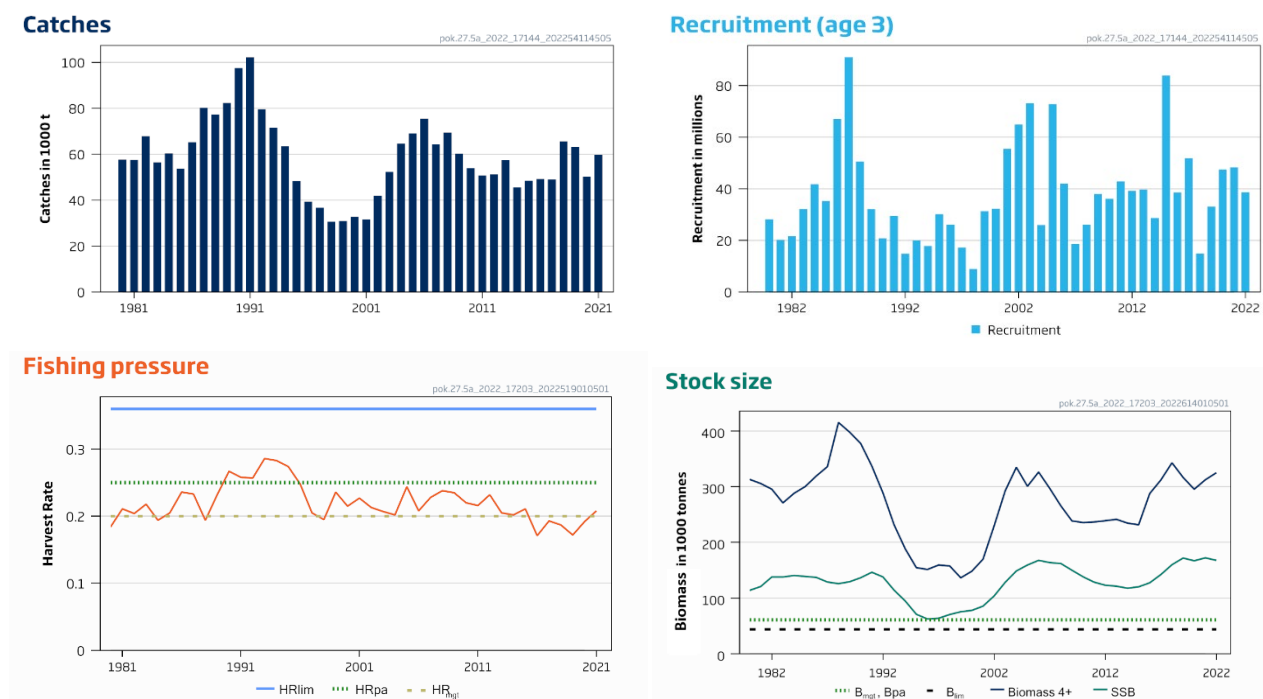 Catches
pok.27.5a_2022_17144_202254114505
Catches in 1000 t
100
80
60
40
20
0
1981
1991
2001
2011
2021
Recruitment (age 3)
pok.27.5a_2022_17144_202254114505
Recruitment in millions
80
60
40
20
0
1982
1992
2002
2012
2022
Recruitment
Fishing pressure
pok.27.5a_2022_17203_2022519010501
Harvest Rate
0.3
0.2
0.1
0
1981
1991
2001
2011
2021
HRlim HRpa HRmgt
Stock size
pok.27.5a_2022_17203_2022614010501
Biomass in 1000 tonnes
400
300
200
100
0
1982
1992
2002
2012
2022
Bmgt, Bpa Blim Biomass 4+ SSB